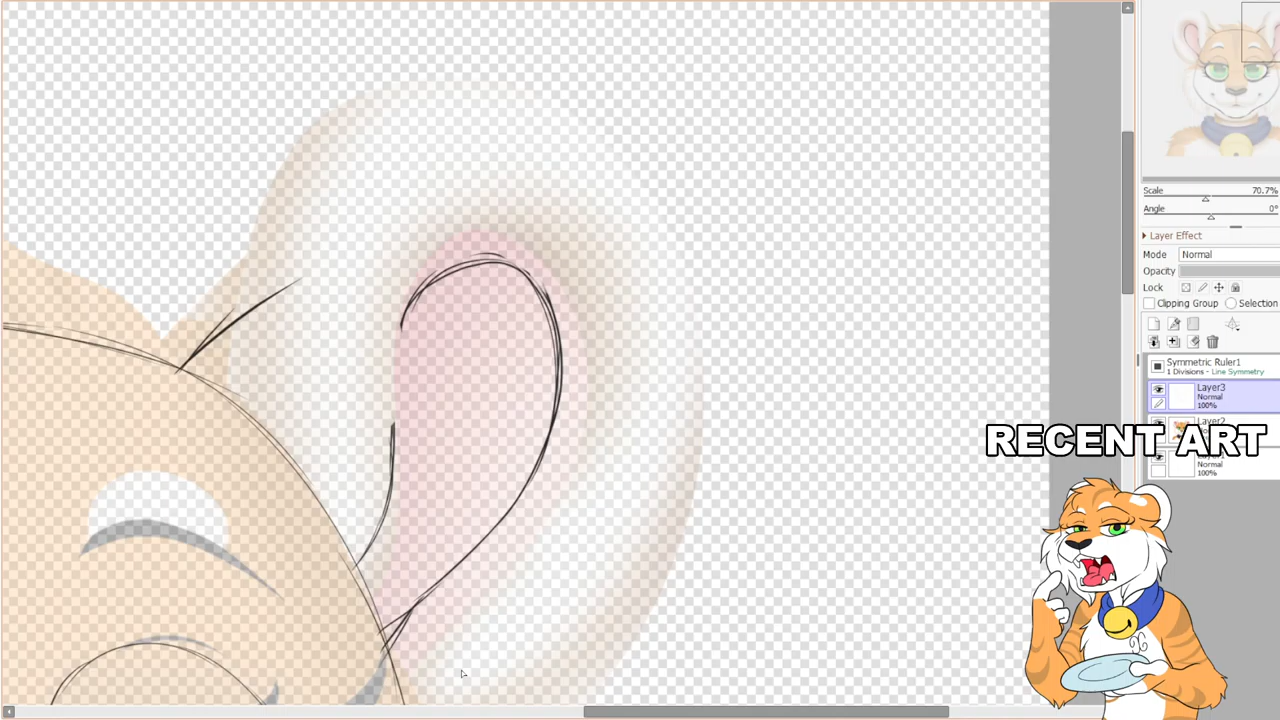 Scale 70.7%
Angle 0°
Layer Effect
Mode Normal
Opacity
Lock
Clipping Group Selection
Symmetric Ruler1
1 Divisions - Line Symmetry
Layer3
Normal
100%
Layer2
RECENT ART
Normal
100%